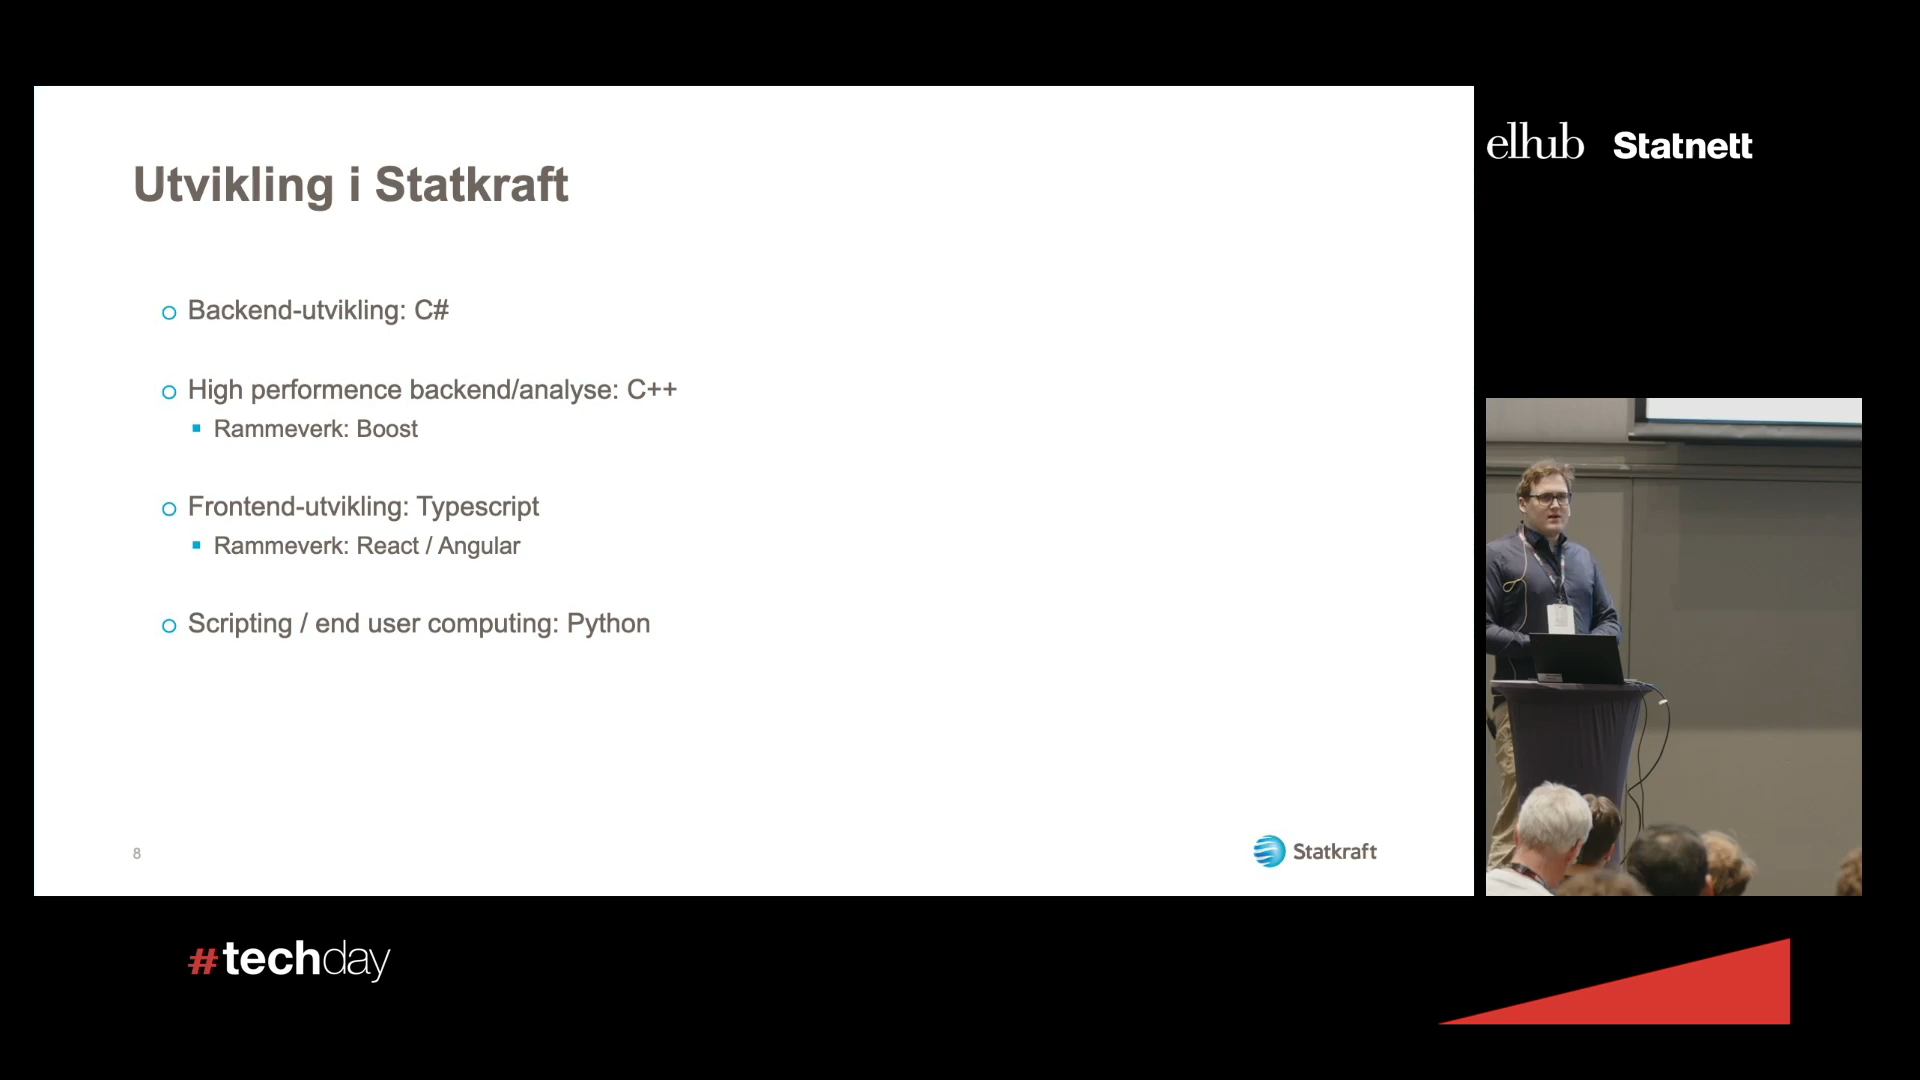 Utvikling i Statkraft
Backend-utvikling: C#
High performence backend/analyse: C++
Rammeverk: Boost
Frontend-utvikling: Typescript
Rammeverk: React / Angular
Scripting / end user computing: Python
8
Statkraft
elhub Statnett
#techday